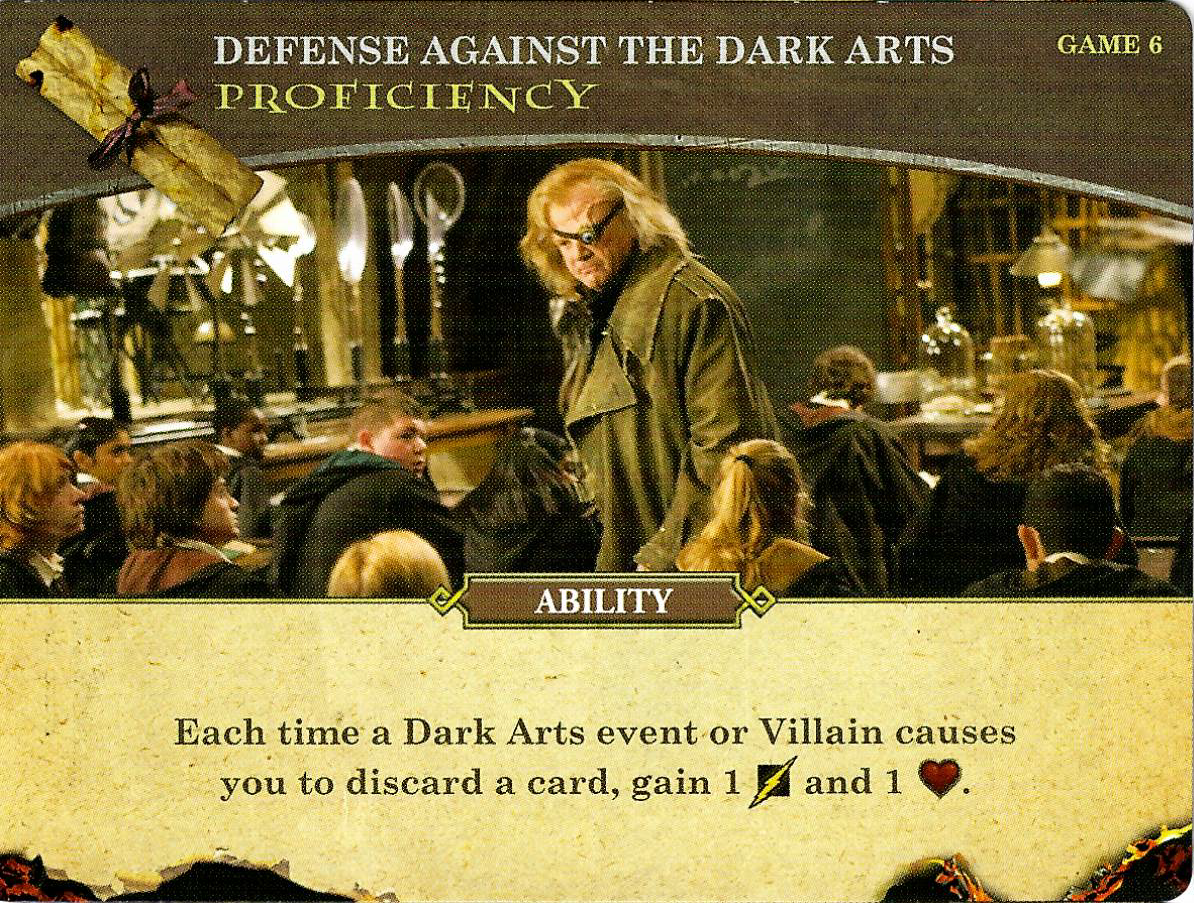 DEFENSE AGAINST THE DARK ARTS
GAME 6
PROFICIENCY
ABILITY
Each time a Dark Arts event or Villain causes
you to discard a card, gain 1 and 1 .